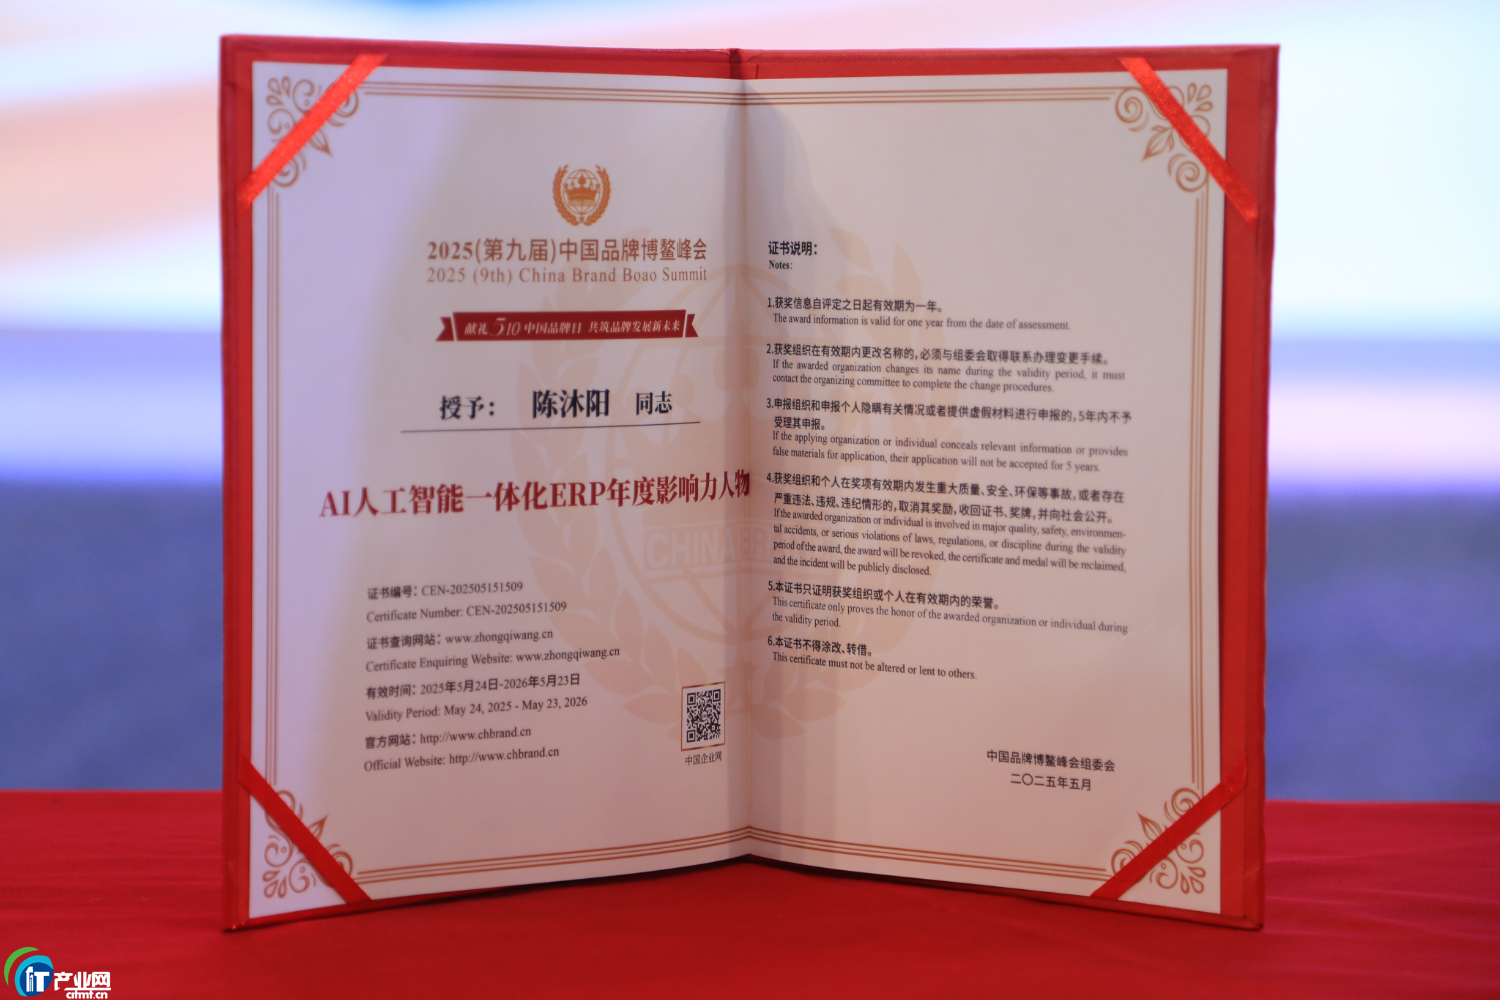 2025(第九届)中国品牌博鳌峰会
2025 (9th) China Brand Boao Summit
献礼510中国品牌日 共筑品牌发展新未来
授予： 陈沐阳 同志
AI人工智能一体化ERP年度影响力人物
证书编号：CEN-202505151509
Certificate Number: CEN-202505151509
证书查询网站：www.zhongqiwang.cn
Certificate Enquiring Website: www.zhongqiwang.cn
有效时间：2025年5月24日-2026年5月23日
Validity Period: May 24, 2025 - May 23, 2026
官方网站：http://www.chbrand.cn
Official Website: http://www.chbrand.cn
中国企业网
证书说明：
Notes:
1.获奖信息自评定之日起有效期为一年。
The award information is valid for one year from the date of assessment.
2.获奖组织在有效期内更改名称的，必须与组委会取得联系办理变更手续。
If the awarded organization changes its name during the validity period, it must
contact the organizing committee to complete the change procedures.
3.申报组织和申报个人隐瞒有关情况或者提供虚假材料进行申报的，5年内不予
受理其申报。
If the applying organization or individual conceals relevant information or provides
false materials for application, their application will not be accepted for 5 years.
4.获奖组织和个人在奖项有效期内发生重大质量、安全、环保等事故，或者存在
严重违法、违规、违纪情形的，取消其奖励，收回证书、奖牌，并向社会公开。
If the awarded organization or individual is involved in major quality, safety, environmen-
tal accidents, or serious violations of laws, regulations, or discipline during the validity
period of the award, the award will be revoked, the certificate and medal will be reclaimed,
and the incident will be publicly disclosed.
5.本证书只证明获奖组织或个人在有效期内的荣誉。
This certificate only proves the honor of the awarded organization or individual during
the validity period.
6.本证书不得涂改、转借。
This certificate must not be altered or lent to others.
中国品牌博鳌峰会组委会
二〇二五年五月
IT产业网
citmt.cn